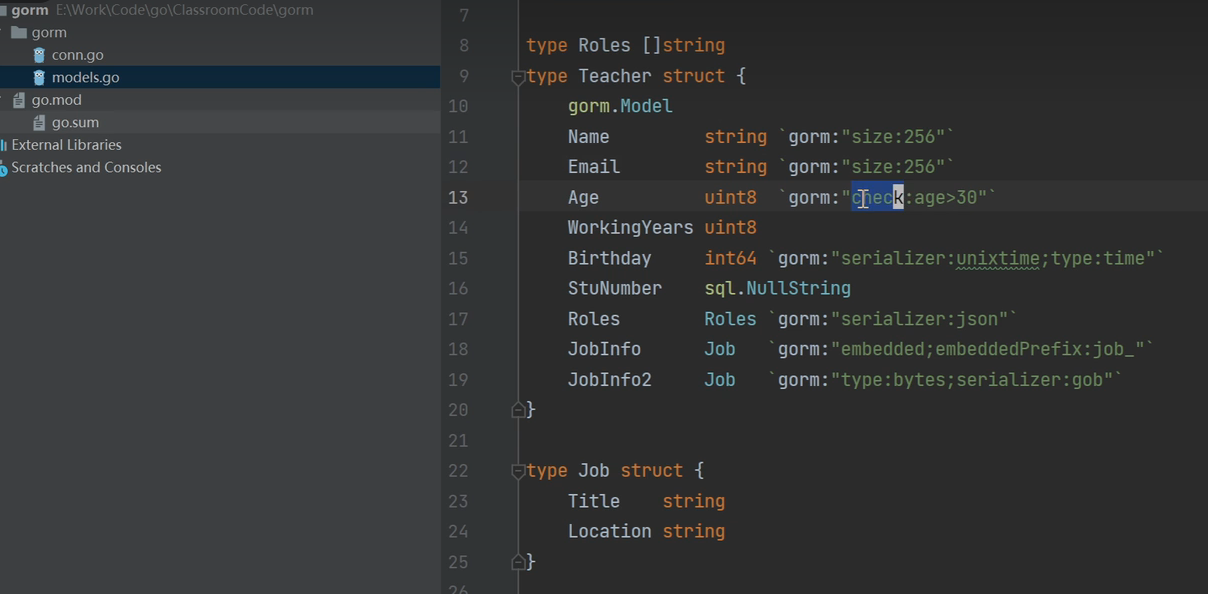 gorm E:\Work\Code\go\ClassroomCode\gorm
gorm
conn.go
models.go
go.mod
go.sum
External Libraries
Scratches and Consoles
7
8 type Roles []string
9 type Teacher struct {
10 gorm.Model
11 Name string `gorm:"size:256"`
12 Email string `gorm:"size:256"`
13 Age uint8 `gorm:"check:age>30"`
14 WorkingYears uint8
15 Birthday int64 `gorm:"serializer:unixtime;type:time"`
16 StuNumber sql.NullString
17 Roles Roles `gorm:"serializer:json"`
18 JobInfo Job `gorm:"embedded;embeddedPrefix:job_"`
19 JobInfo2 Job `gorm:"type:bytes;serializer:gob"`
20 }
21
22 type Job struct {
23 Title string
24 Location string
25 }
26